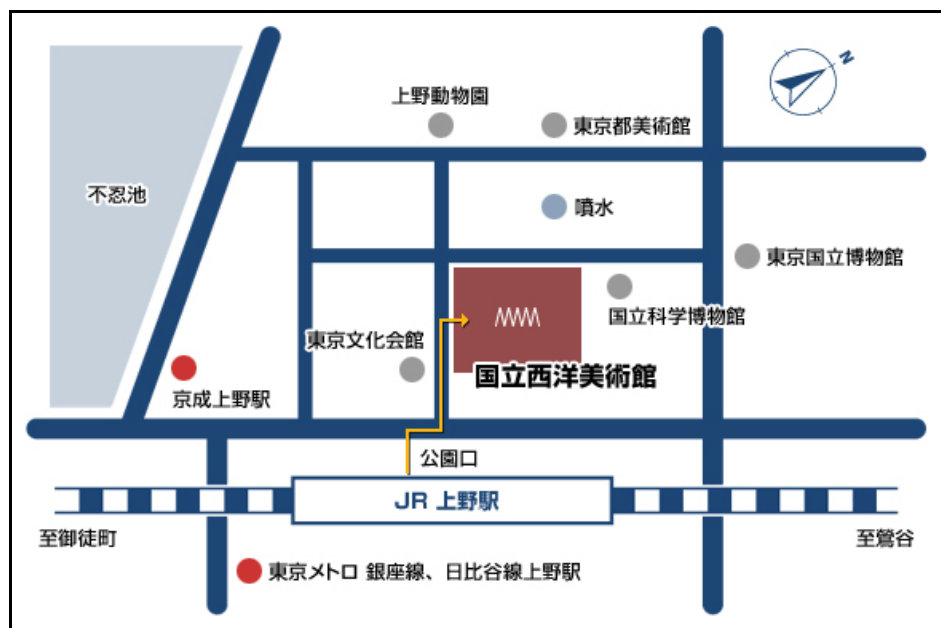 N
上野動物園
東京都美術館
不忍池
噴水
東京国立博物館
国立科学博物館
東京文化会館
国立西洋美術館
京成上野駅
公園口
JR 上野駅
至御徒町
至鶯谷
東京メトロ 銀座線、日比谷線上野駅